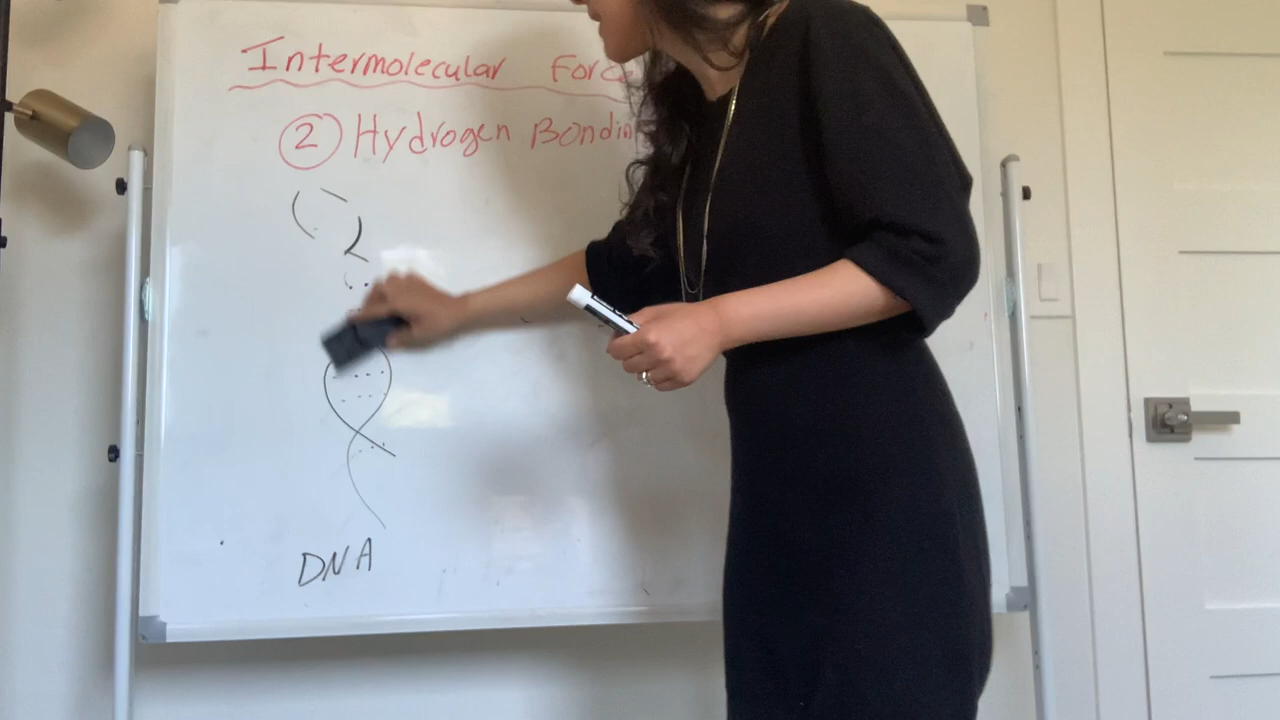 Intermolecular Forc
② Hydrogen Bondin
DNA